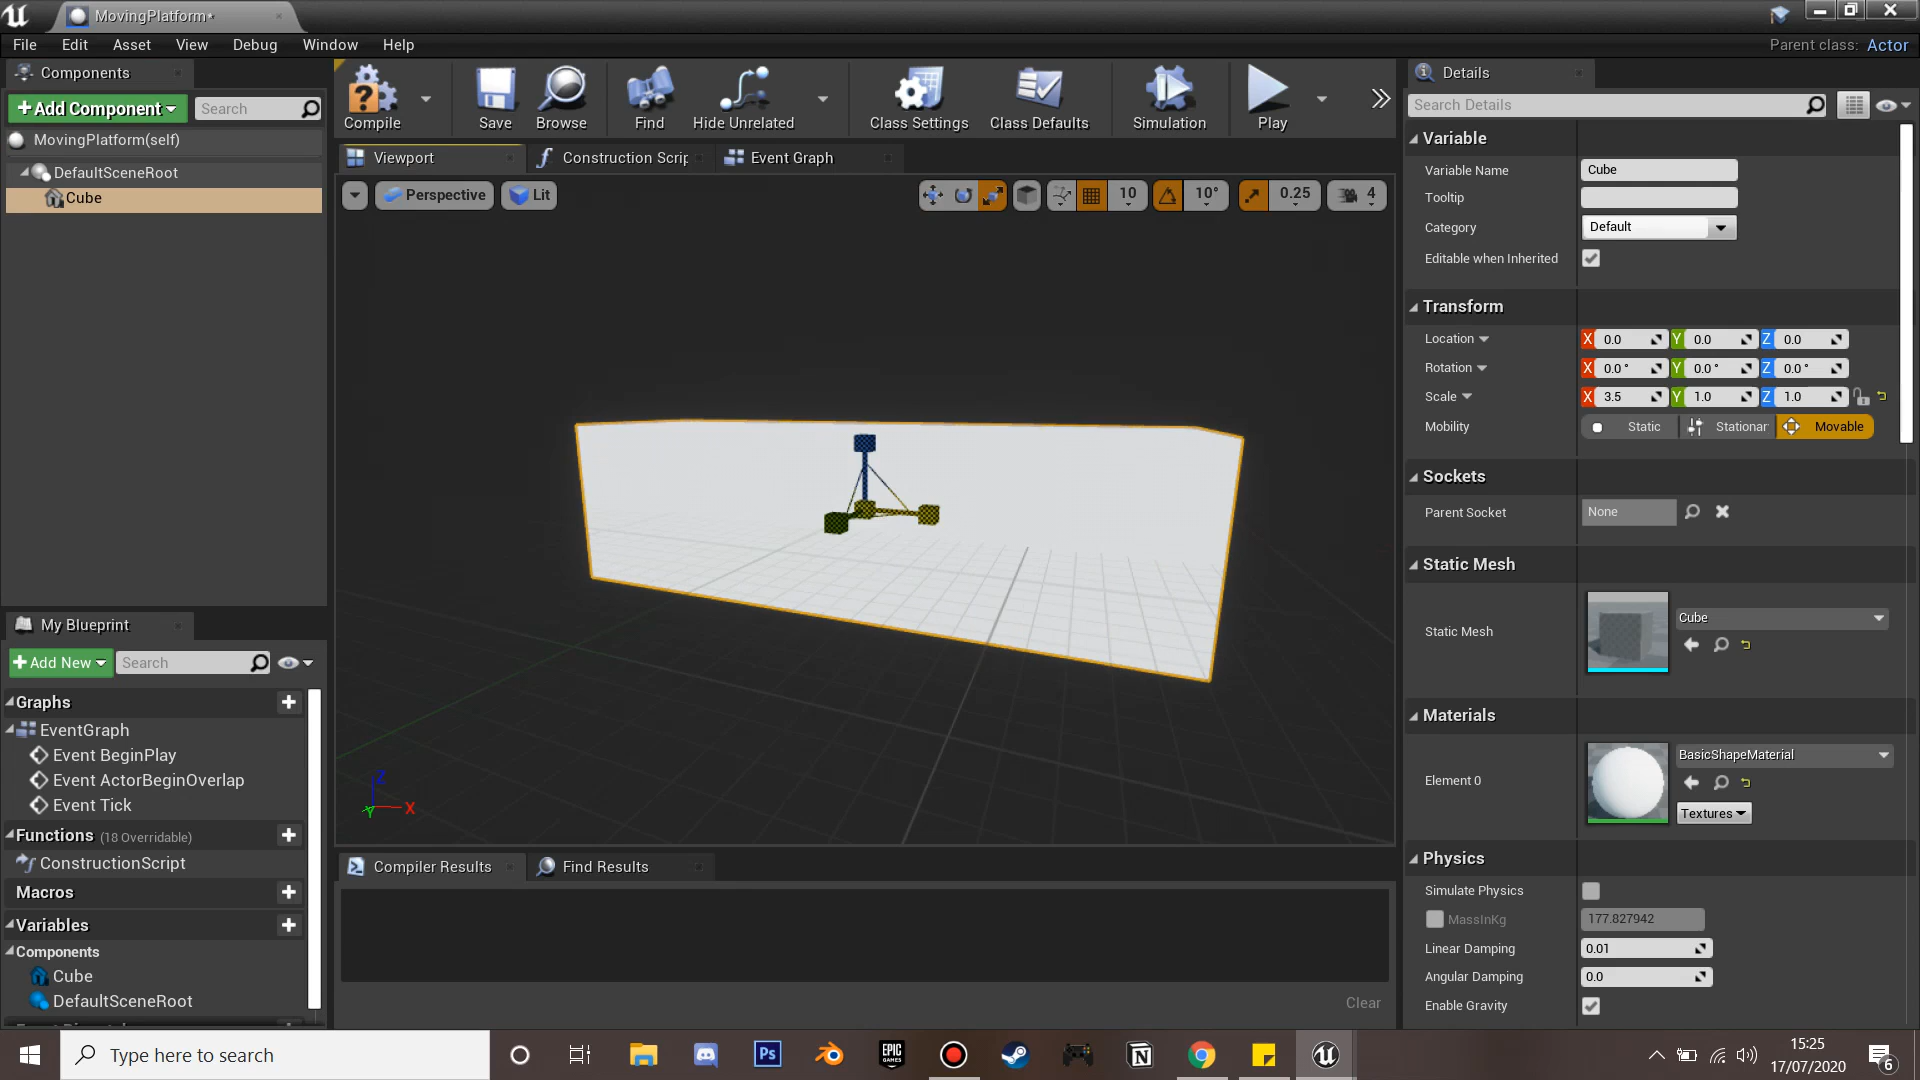 MovingPlatform*
File Edit Asset View Debug Window Help
Parent class: Actor
Components
Add Component
Search
MovingPlatform(self)
DefaultSceneRoot
Cube
Compile
Save
Browse
Find
Hide Unrelated
Class Settings
Class Defaults
Simulation
Play
Viewport
Construction Scrip
Event Graph
Perspective
Lit
10
10°
0.25
4
Z
X
Y
Compiler Results
Find Results
Clear
My Blueprint
Add New
Search
Graphs
EventGraph
Event BeginPlay
Event ActorBeginOverlap
Event Tick
Functions (18 Overridable)
ConstructionScript
Macros
Variables
Components
Cube
DefaultSceneRoot
Details
Search Details
Variable
Variable Name Cube
Tooltip
Category Default
Editable when Inherited
Transform
Location X 0.0 Y 0.0 Z 0.0
Rotation X 0.0° Y 0.0° Z 0.0°
Scale X 3.5 Y 1.0 Z 1.0
Mobility Static Stationar Movable
Sockets
Parent Socket None
Static Mesh
Static Mesh Cube
Materials
Element 0 BasicShapeMaterial
Textures
Physics
Simulate Physics
MassInKg 177.827942
Linear Damping 0.01
Angular Damping 0.0
Enable Gravity
Type here to search
Ps
EPIC
GAMES
N
15:25
17/07/2020
6